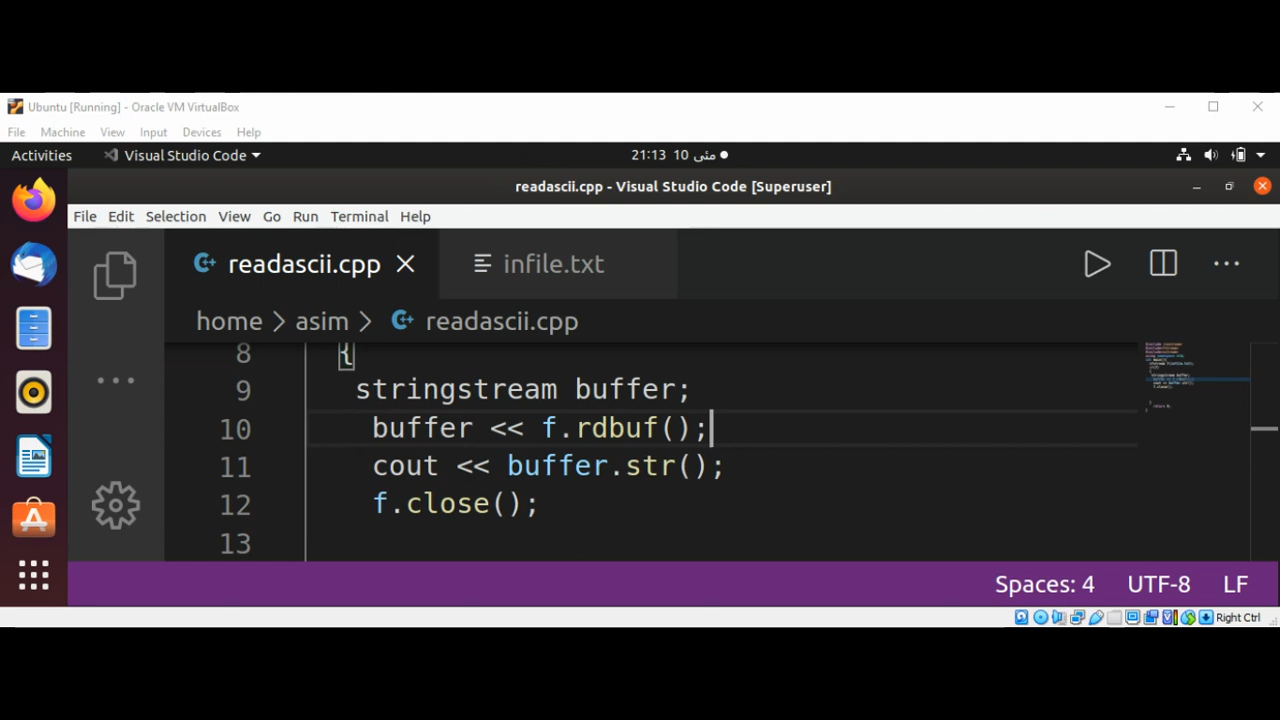 Ubuntu [Running] - Oracle VM VirtualBox
File Machine View Input Devices Help
Activities Visual Studio Code 21:13 10 مئی
readascii.cpp - Visual Studio Code [Superuser]
File Edit Selection View Go Run Terminal Help
readascii.cpp infile.txt
home > asim > readascii.cpp
8 {
9 stringstream buffer;
10 buffer << f.rdbuf();
11 cout << buffer.str();
12 f.close();
13
Spaces: 4 UTF-8 LF
Right Ctrl